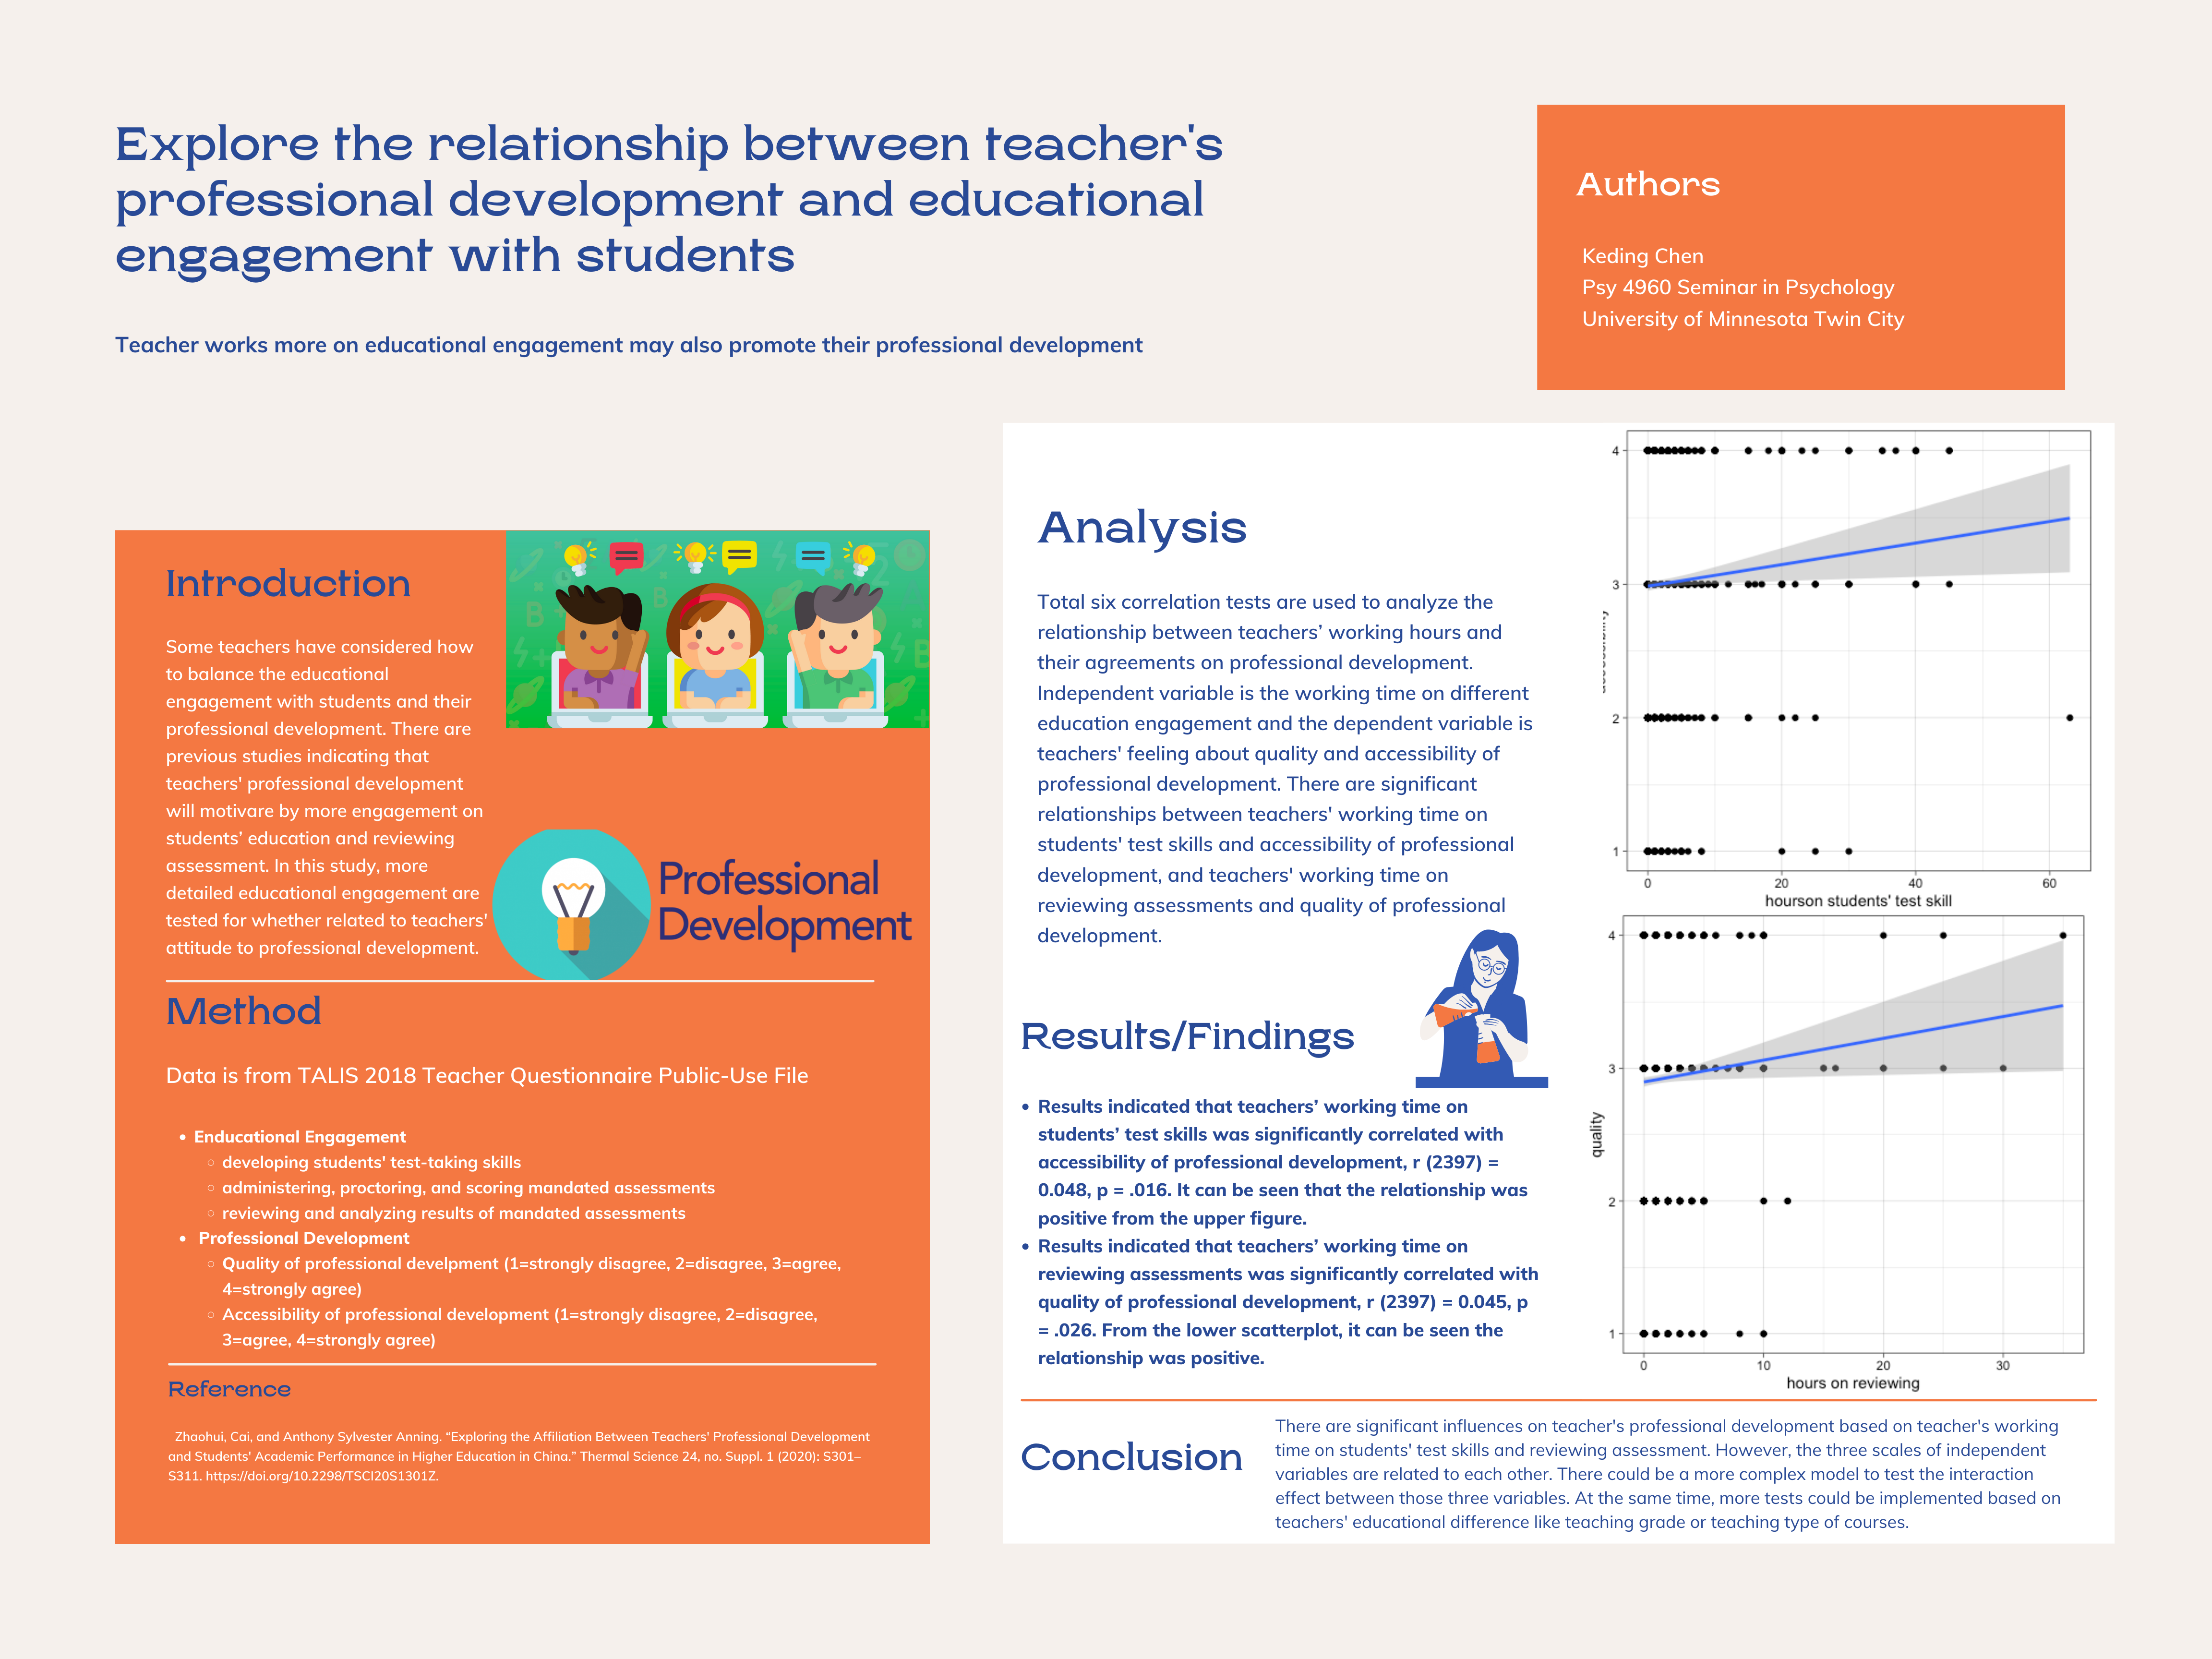 Explore the relationship between teacher's
professional development and educational
engagement with students
Teacher works more on educational engagement may also promote their professional development
Authors
Keding Chen
Psy 4960 Seminar in Psychology
University of Minnesota Twin City
Introduction
Some teachers have considered how
to balance the educational
engagement with students and their
professional development. There are
previous studies indicating that
teachers' professional development
will motivare by more engagement on
students’ education and reviewing
assessment. In this study, more
detailed educational engagement are
tested for whether related to teachers'
attitude to professional development.
Professional
Development
Method
Data is from TALIS 2018 Teacher Questionnaire Public-Use File
• Enducational Engagement
◦ developing students' test-taking skills
◦ administering, proctoring, and scoring mandated assessments
◦ reviewing and analyzing results of mandated assessments
• Professional Development
◦ Quality of professional develpment (1=strongly disagree, 2=disagree, 3=agree,
4=strongly agree)
◦ Accessibility of professional development (1=strongly disagree, 2=disagree,
3=agree, 4=strongly agree)
Reference
Zhaohui, Cai, and Anthony Sylvester Anning. “Exploring the Affiliation Between Teachers' Professional Development
and Students' Academic Performance in Higher Education in China.” Thermal Science 24, no. Suppl. 1 (2020): S301–
S311. https://doi.org/10.2298/TSCI20S1301Z.
Analysis
Total six correlation tests are used to analyze the
relationship between teachers’ working hours and
their agreements on professional development.
Independent variable is the working time on different
education engagement and the dependent variable is
teachers' feeling about quality and accessibility of
professional development. There are significant
relationships between teachers' working time on
students' test skills and accessibility of professional
development, and teachers' working time on
reviewing assessments and quality of professional
development.
Results/Findings
• Results indicated that teachers’ working time on
students’ test skills was significantly correlated with
accessibility of professional development, r (2397) =
0.048, p = .016. It can be seen that the relationship was
positive from the upper figure.
• Results indicated that teachers’ working time on
reviewing assessments was significantly correlated with
quality of professional development, r (2397) = 0.045, p
= .026. From the lower scatterplot, it can be seen the
relationship was positive.
4
3
2
1
0 20 40 60
hourson students' test skill
4
3
2
1
quality
0 10 20 30
hours on reviewing
Conclusion
There are significant influences on teacher's professional development based on teacher's working
time on students' test skills and reviewing assessment. However, the three scales of independent
variables are related to each other. There could be a more complex model to test the interaction
effect between those three variables. At the same time, more tests could be implemented based on
teachers' educational difference like teaching grade or teaching type of courses.